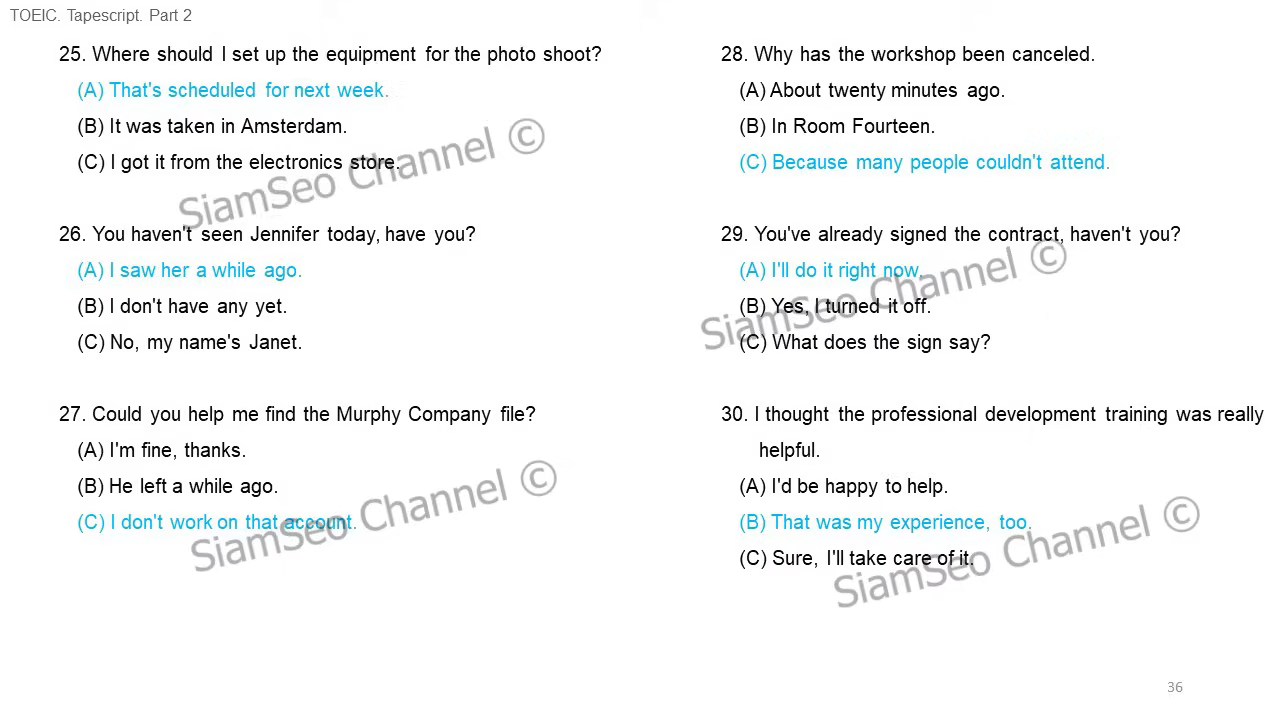 TOEIC. Tapescript. Part 2
25. Where should I set up the equipment for the photo shoot?
(A) That's scheduled for next week.
(B) It was taken in Amsterdam.
(C) I got it from the electronics store.
SiamSeo Channel ©
26. You haven't seen Jennifer today, have you?
(A) I saw her a while ago.
(B) I don't have any yet.
(C) No, my name's Janet.
27. Could you help me find the Murphy Company file?
(A) I'm fine, thanks.
(B) He left a while ago.
(C) I don't work on that account.
SiamSeo Channel ©
28. Why has the workshop been canceled.
(A) About twenty minutes ago.
(B) In Room Fourteen.
(C) Because many people couldn't attend.
29. You've already signed the contract, haven't you?
(A) I'll do it right now.
(B) Yes, I turned it off.
(C) What does the sign say?
SiamSeo Channel ©
30. I thought the professional development training was really
helpful.
(A) I'd be happy to help.
(B) That was my experience, too.
(C) Sure, I'll take care of it.
SiamSeo Channel ©
36